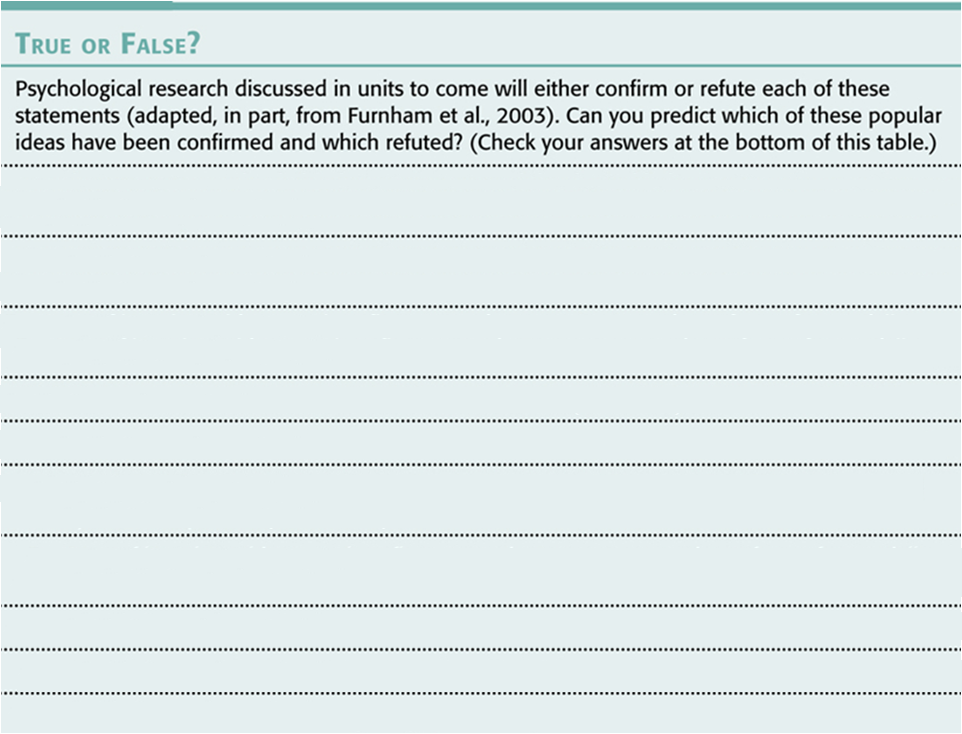 TRUE OR FALSE?
Psychological research discussed in units to come will either confirm or refute each of these
statements (adapted, in part, from Furnham et al., 2003). Can you predict which of these popular
ideas have been confirmed and which refuted? (Check your answers at the bottom of this table.)